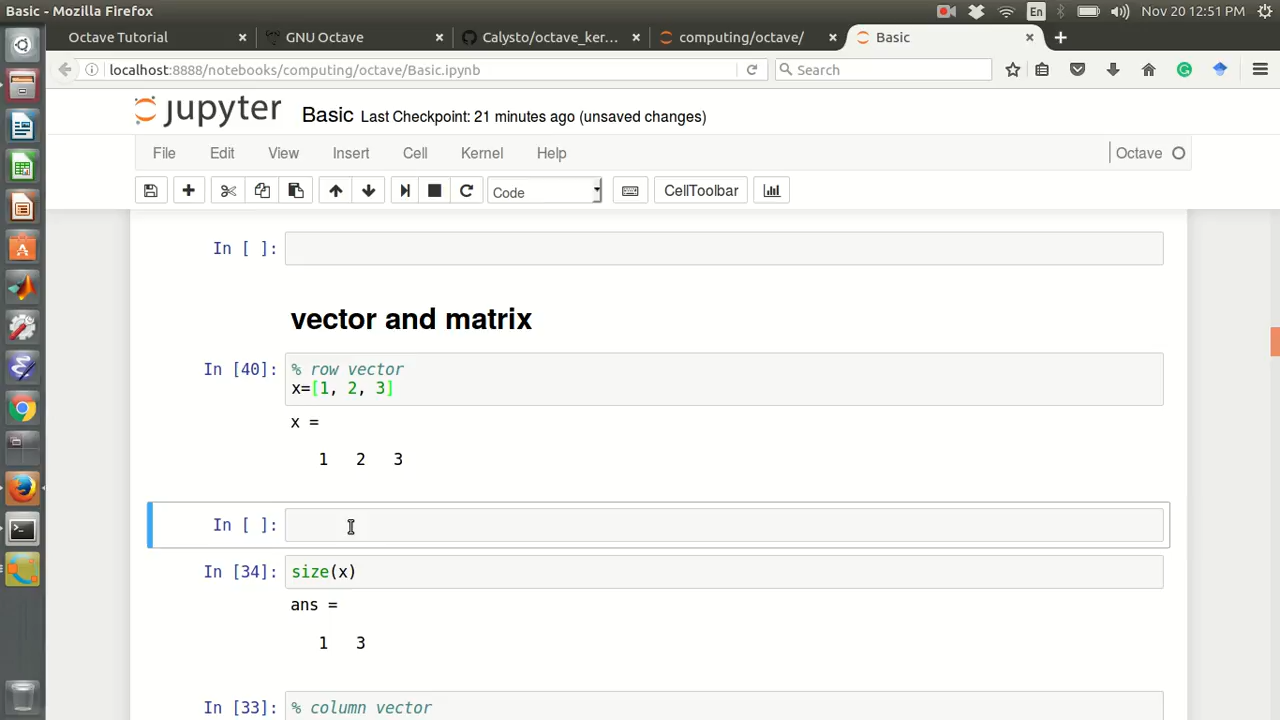 Basic - Mozilla Firefox
En
Nov 20 12:51 PM
Octave Tutorial × GNU Octave × Calysto/octave_ker... × computing/octave/ × Basic × +
localhost:8888/notebooks/computing/octave/Basic.ipynb
Search
jupyter Basic Last Checkpoint: 21 minutes ago (unsaved changes)
File Edit View Insert Cell Kernel Help Octave
Code CellToolbar
In [ ]:
vector and matrix
In [40]: % row vector
x=[1, 2, 3]
x =
1 2 3
In [ ]:
In [34]: size(x)
ans =
1 3
In [33]: % column vector